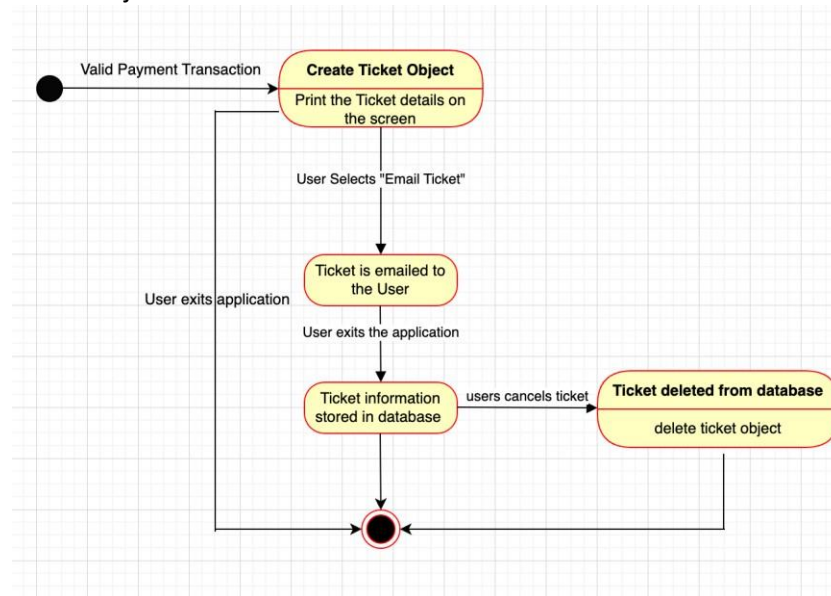 Valid Payment Transaction
Create Ticket Object
Print the Ticket details on
the screen
User Selects "Email Ticket"
Ticket is emailed to
the User
User exits application
User exits the application
Ticket information
stored in database
users cancels ticket
Ticket deleted from database
delete ticket object